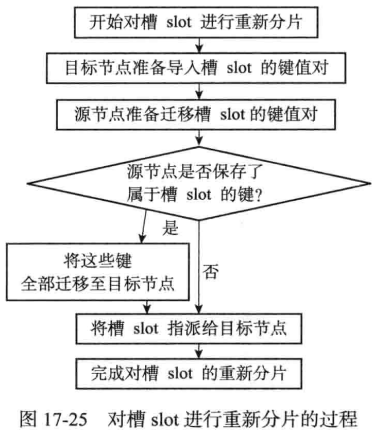 开始对槽 slot 进行重新分片
目标节点准备导入槽 slot 的键值对
源节点准备迁移槽 slot 的键值对
源节点是否保存了
属于槽 slot 的键?
是
将这些键
全部迁移至目标节点
否
将槽 slot 指派给目标节点
完成对槽 slot 的重新分片
图 17-25 对槽 slot 进行重新分片的过程